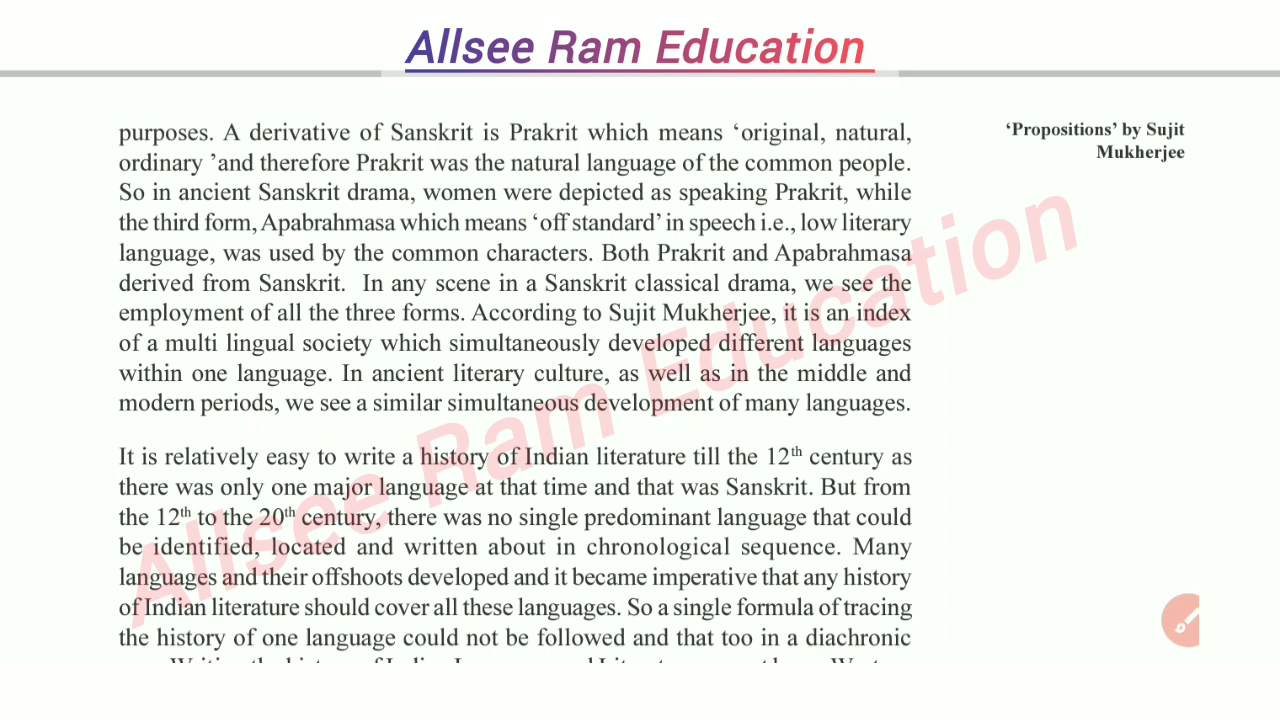 Allsee Ram Education
purposes. A derivative of Sanskrit is Prakrit which means ‘original, natural,
ordinary ’and therefore Prakrit was the natural language of the common people.
So in ancient Sanskrit drama, women were depicted as speaking Prakrit, while
the third form, Apabrahmasa which means ‘off standard’ in speech i.e., low literary
language, was used by the common characters. Both Prakrit and Apabrahmasa
derived from Sanskrit. In any scene in a Sanskrit classical drama, we see the
employment of all the three forms. According to Sujit Mukherjee, it is an index
of a multi lingual society which simultaneously developed different languages
within one language. In ancient literary culture, as well as in the middle and
modern periods, we see a similar simultaneous development of many languages.
It is relatively easy to write a history of Indian literature till the 12th century as
there was only one major language at that time and that was Sanskrit. But from
the 12th to the 20th century, there was no single predominant language that could
be identified, located and written about in chronological sequence. Many
languages and their offshoots developed and it became imperative that any history
of Indian literature should cover all these languages. So a single formula of tracing
the history of one language could not be followed and that too in a diachronic
‘Propositions’ by Sujit
Mukherjee
Allsee Ram Education